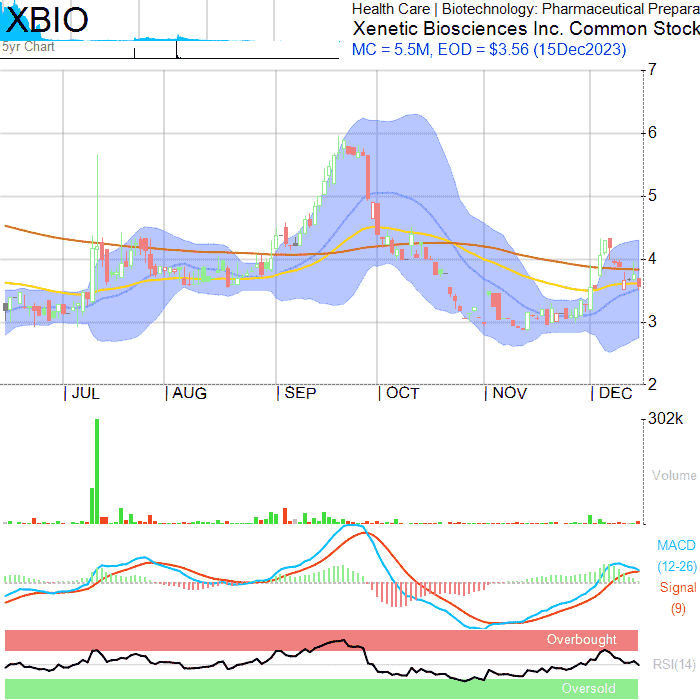 XBIO
Health Care | Biotechnology: Pharmaceutical Prepara
Xenetic Biosciences Inc. Common Stock
5yr Chart
MC = 5.5M, EOD = $3.56 (15Dec2023)
7
6
5
4
3
2
JUL AUG SEP OCT NOV DEC
302k
Volume
MACD
(12-26)
Signal
(9)
Overbought
RSI(14)
Oversold